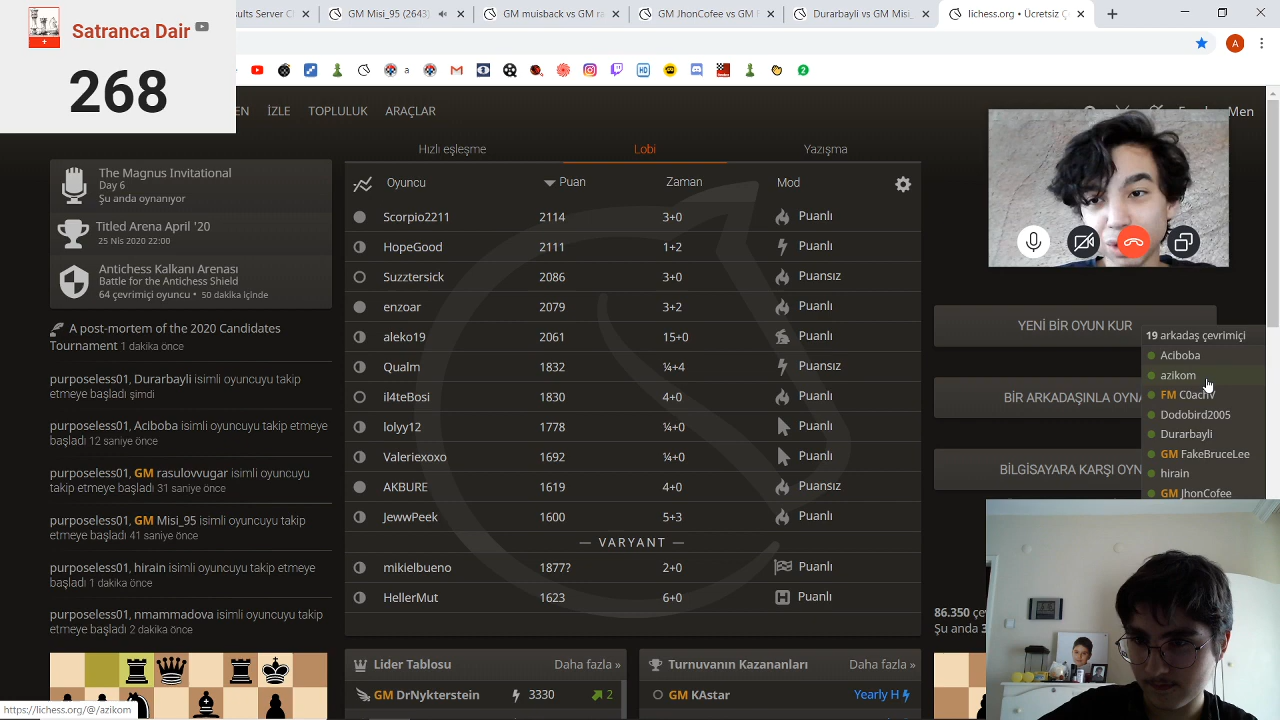 Satranca Dair
268
ults Server C
GM Misi_95 (2643)
GM musisback vs GM ra
GM JhonCofee vs GM
Durarbayli - GM M
lichess.org • Ücretsiz Ç
a
EN İZLE TOPLULUK ARAÇLAR
Men
The Magnus Invitational
Day 6
Şu anda oynanıyor
Titled Arena April '20
25 Nis 2020 22:00
Antichess Kalkanı Arenası
Battle for the Antichess Shield
64 çevrimiçi oyuncu • 50 dakika içinde
A post-mortem of the 2020 Candidates
Tournament 1 dakika önce
purposeless01, Durarbayli isimli oyuncuyu takip
etmeye başladı şimdi
purposeless01, Aciboba isimli oyuncuyu takip
etmeye başladı 12 saniye önce
purposeless01, GM rasulovvugar isimli oyuncuyu
takip etmeye başladı 31 saniye önce
purposeless01, GM Misi_95 isimli oyuncuyu takip
etmeye başladı 41 saniye önce
purposeless01, hirain isimli oyuncuyu takip etmeye
başladı 1 dakika önce
purposeless01, nmammadova isimli oyuncuyu takip
etmeye başladı 2 dakika önce
Hızlı eşleşme Lobi Yazışma
Oyuncu Puan Zaman Mod
Scorpio2211 2114 3+0 Puanlı
HopeGood 2111 1+2 Puanlı
Suzztersick 2086 3+0 Puansız
enzoar 2079 3+2 Puanlı
aleko19 2061 15+0 Puanlı
Qualm 1832 ¼+4 Puansız
il4teBosi 1830 4+0 Puanlı
lolyy12 1778 ¼+0 Puanlı
Valeriexoxo 1692 ¼+0 Puanlı
AKBURE 1619 4+0 Puansız
JewwPeek 1600 5+3 Puanlı
— VARYANT —
mikielbueno 1877? 2+0 Puanlı
HellerMut 1623 6+0 Puanlı
Lider Tablosu Daha fazla »
GM DrNykterstein 3330 2
Turnuvanın Kazananları Daha fazla »
GM KAstar Yearly H
YENİ BİR OYUN KUR
BİR ARKADAŞINLA OYNA
BİLGİSAYARA KARŞI OYN
19 arkadaş çevrimiçi
Aciboba
azikom
FM C0achV
Dodobird2005
Durarbayli
GM FakeBruceLee
hirain
GM JhonCofee
86.350 çe
Şu anda 3
https://lichess.org/@/azikom
2